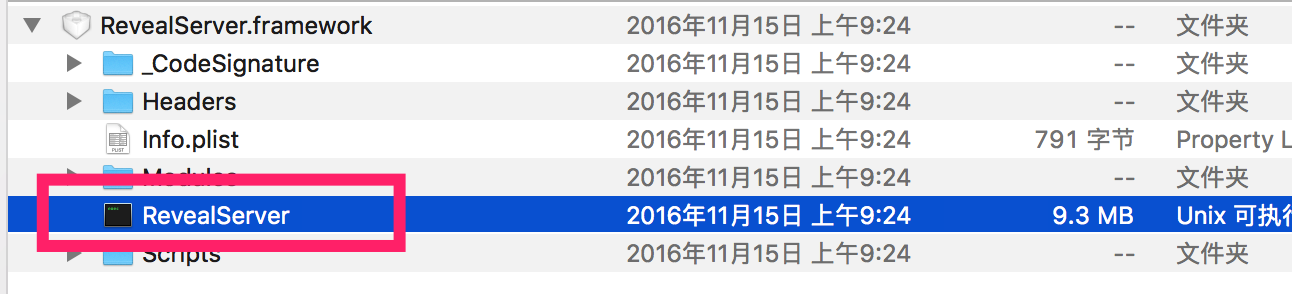 RevealServer.framework 2016年11月15日 上午9:24 -- 文件夹
_CodeSignature 2016年11月15日 上午9:24 -- 文件夹
Headers 2016年11月15日 上午9:24 -- 文件夹
Info.plist 2016年11月15日 上午9:24 791 字节 Property L
Modules 2016年11月15日 上午9:24 -- 文件夹
RevealServer 2016年11月15日 上午9:24 9.3 MB Unix 可执行
Scripts 2016年11月15日 上午9:24 -- 文件夹